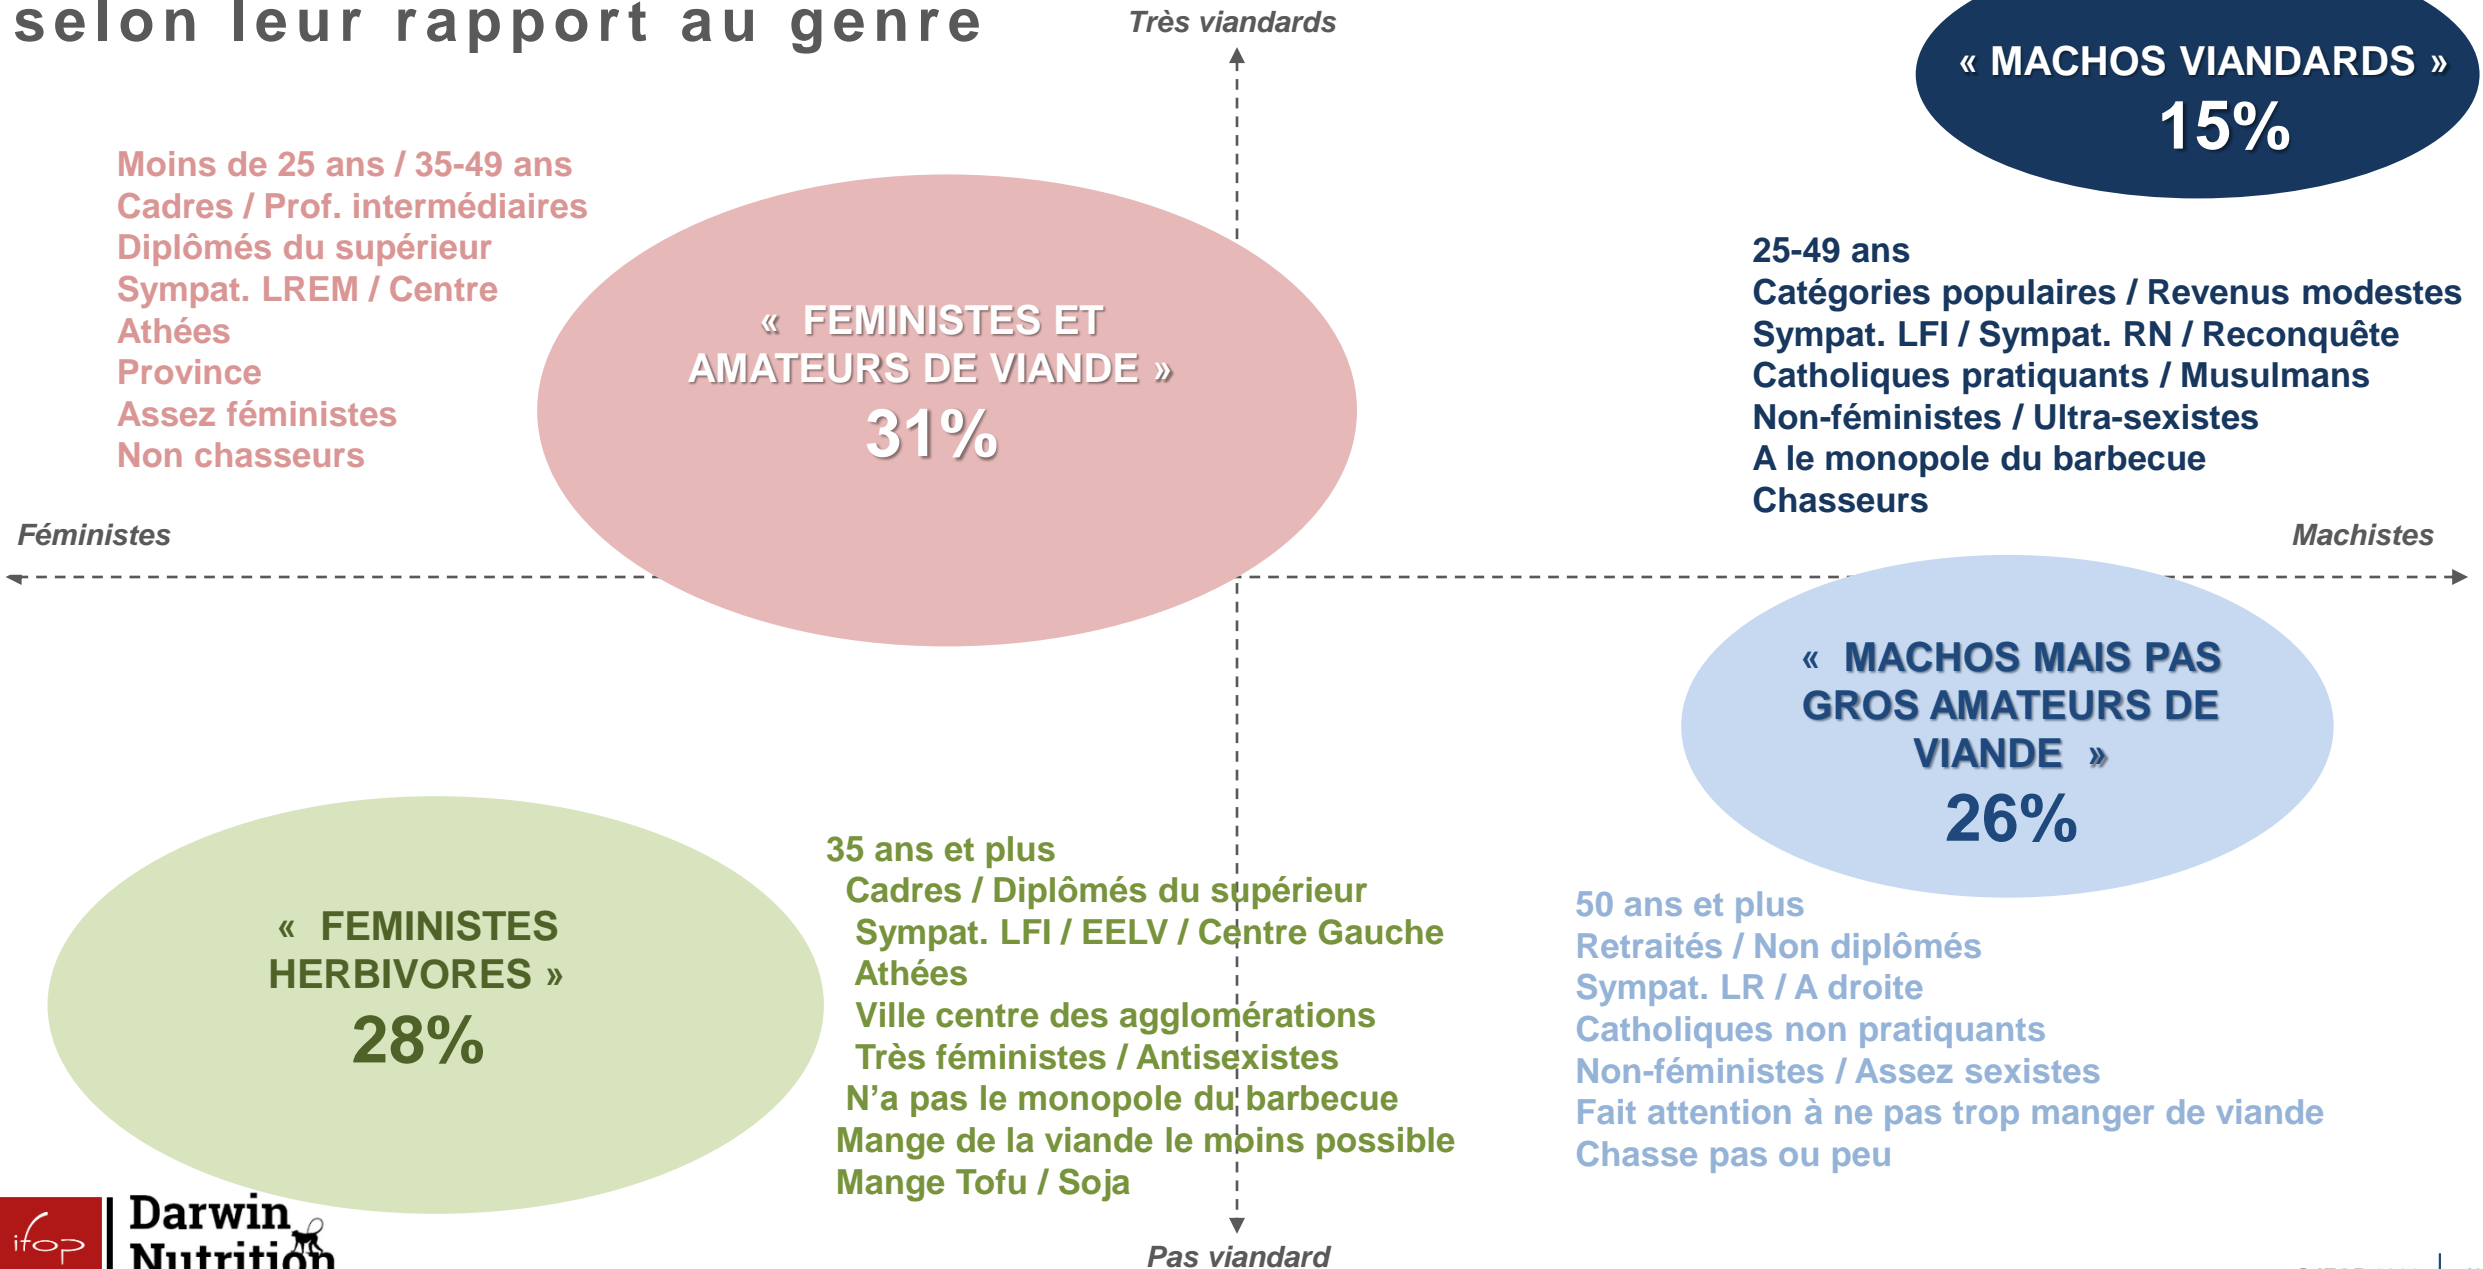 selon leur rapport au genre
Très viandards
« MACHOS VIANDARDS »
15%
Moins de 25 ans / 35-49 ans
Cadres / Prof. intermédiaires
Diplômés du supérieur
Sympat. LREM / Centre
Athées
Province
Assez féministes
Non chasseurs
« FEMINISTES ET
AMATEURS DE VIANDE »
31%
25-49 ans
Catégories populaires / Revenus modestes
Sympat. LFI / Sympat. RN / Reconquête
Catholiques pratiquants / Musulmans
Non-féministes / Ultra-sexistes
A le monopole du barbecue
Chasseurs
Féministes
Machistes
« MACHOS MAIS PAS
GROS AMATEURS DE
VIANDE »
26%
« FEMINISTES
HERBIVORES »
28%
35 ans et plus
Cadres / Diplômés du supérieur
Sympat. LFI / EELV / Centre Gauche
Athées
Ville centre des agglomérations
Très féministes / Antisexistes
N’a pas le monopole du barbecue
Mange de la viande le moins possible
Mange Tofu / Soja
50 ans et plus
Retraités / Non diplômés
Sympat. LR / A droite
Catholiques non pratiquants
Non-féministes / Assez sexistes
Fait attention à ne pas trop manger de viande
Chasse pas ou peu
ifop
Darwin
Nutrition
Pas viandard